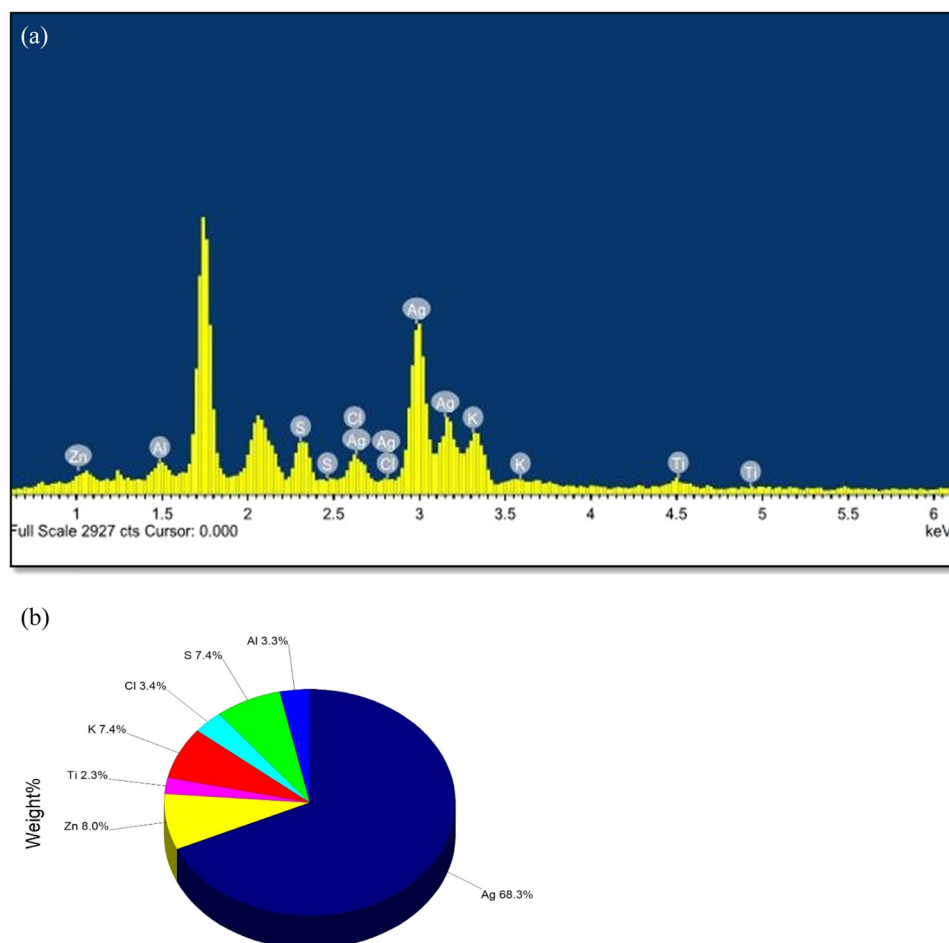 (a)
Ag
Ag
K
Cl
S
Ag
Ag
Zn
Al
S
Cl
K
Ti
Ti
1 1.5 2 2.5 3 3.5 4 4.5 5 5.5 6
Full Scale 2927 cts Cursor: 0.000 keV
(b)
Al 3.3%
S 7.4%
Cl 3.4%
K 7.4%
Ti 2.3%
Zn 8.0%
Weight%
Ag 68.3%